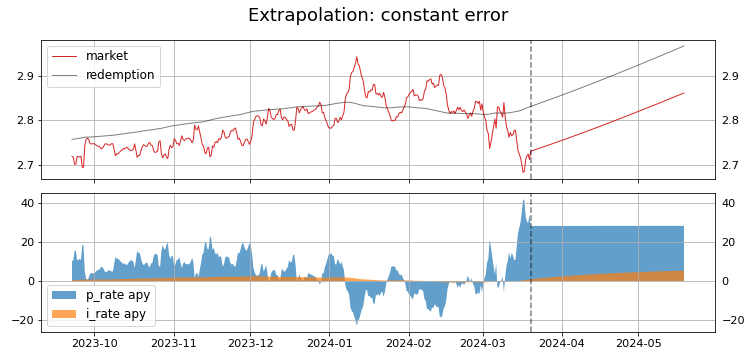 Extrapolation: constant error
market
redemption
2.9 2.9
2.8 2.8
2.7 2.7
40 40
20 20
0 0
−20 −20
p_rate apy
i_rate apy
2023-10 2023-11 2023-12 2024-01 2024-02 2024-03 2024-04 2024-05